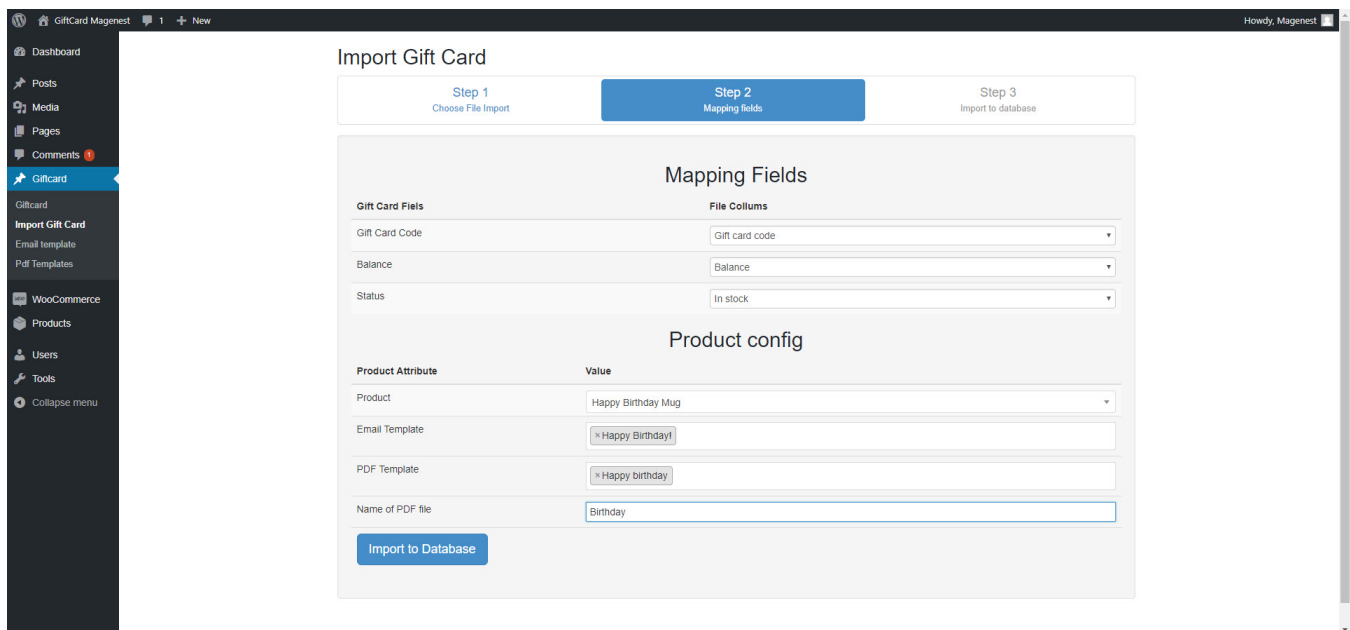 GiftCard Magenest 1 + New Howdy, Magenest
Dashboard
Posts
Media
Pages
Comments 1
Giftcard
Giftcard
Import Gift Card
Email template
Pdf Templates
WooCommerce
Products
Users
Tools
Collapse menu
Import Gift Card
Step 1
Choose File Import
Step 2
Mapping fields
Step 3
Import to database
Mapping Fields
Gift Card Fiels File Collums
Gift Card Code Gift card code
Balance Balance
Status In stock
Product config
Product Attribute Value
Product Happy Birthday Mug
Email Template ×Happy Birthday!
PDF Template ×Happy birthday
Name of PDF file Birthday
Import to Database